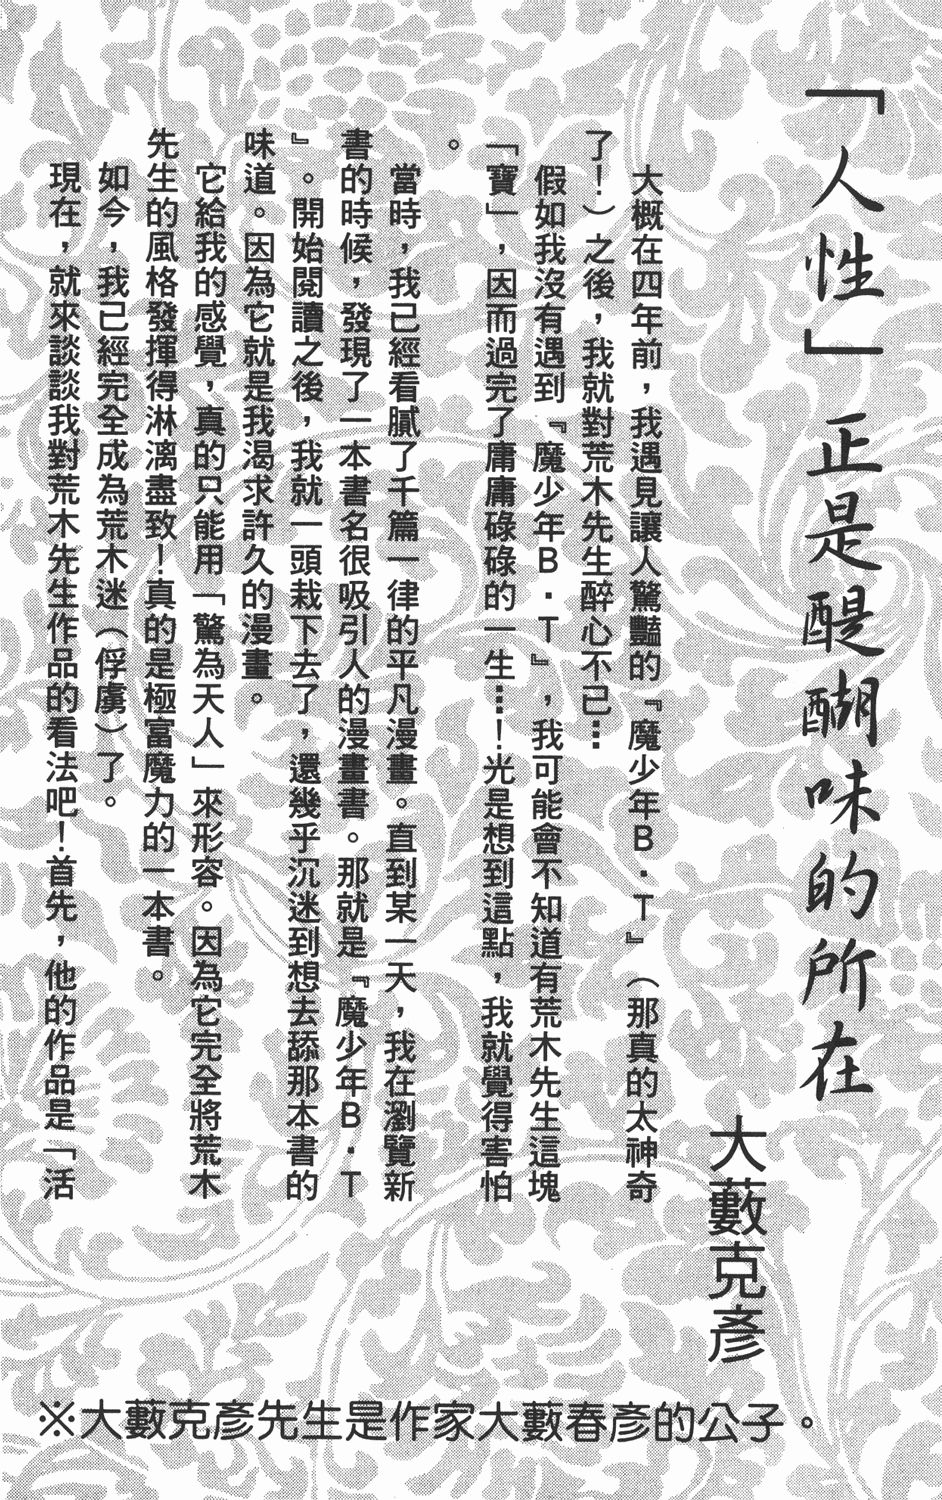 「人性」正是醍醐味的所在
大藪克彥
大概在四年前，我遇見讓人驚豔的『魔少年B．T』（那真的太神奇
了！）之後，我就對荒木先生醉心不已…
假如我沒有遇到『魔少年B．T』，我可能會不知道有荒木先生這塊
「寶」，因而過完了庸庸碌碌的一生…！光是想到這點，我就覺得害怕
。
當時，我已經看膩了千篇一律的平凡漫畫。直到某一天，我在瀏覽新
書的時候，發現了一本書名很吸引人的漫畫書。那就是『魔少年B．T
』。開始閱讀之後，我就一頭栽下去了，還幾乎沉迷到想去舔那本書的
味道。因為它就是我渴求許久的漫畫。
它給我的感覺，真的只能用「驚為天人」來形容。因為它完全將荒木
先生的風格發揮得淋漓盡致！真的是極富魔力的一本書。
如今，我已經完全成為荒木迷（俘虜）了。
現在，就來談談我對荒木先生作品的看法吧！首先，他的作品是「活
※大藪克彥先生是作家大藪春彥的公子。